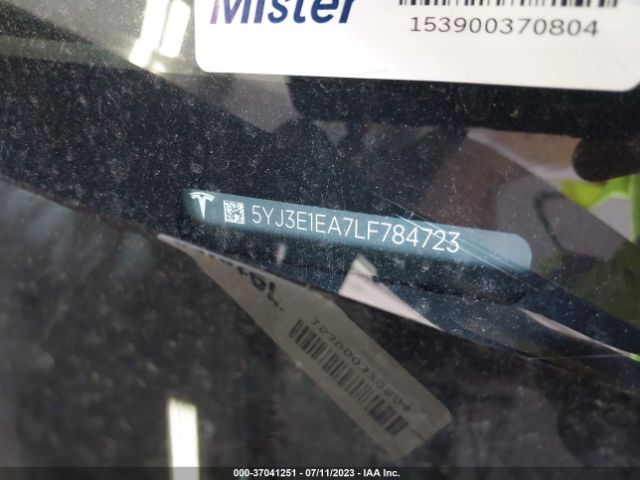 Mister
153900370804
5YJ3E1EA7LF784723
000-37041251 - 07/11/2023 - IAA Inc.